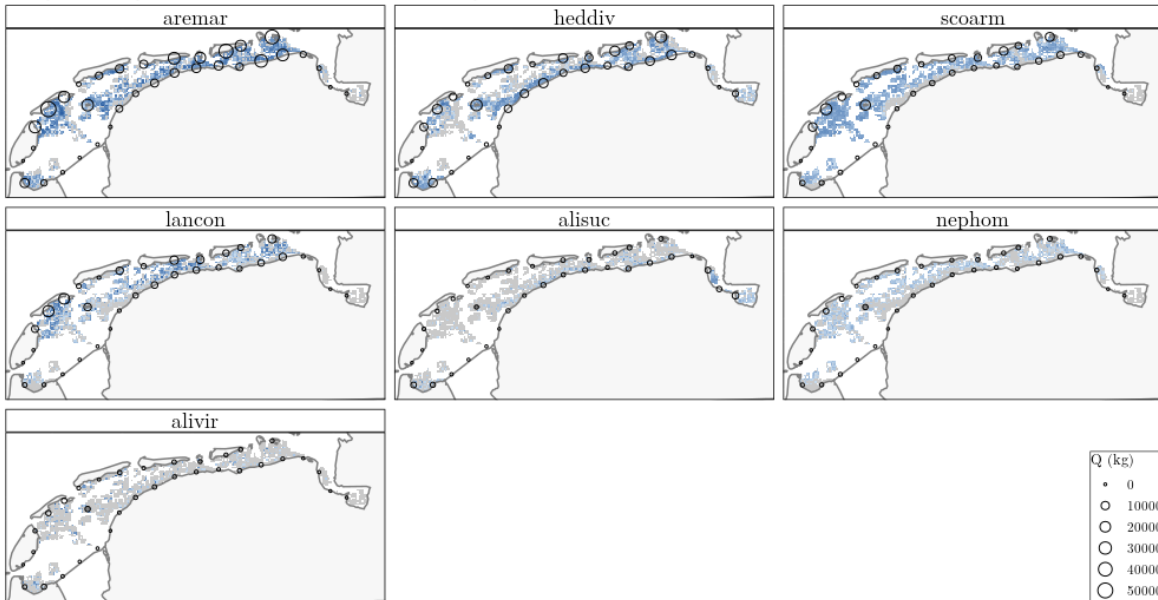 aremar
heddiv
scoarm
lancon
alisuc
nephom
alivir
Q (kg)
0
10000
20000
30000
40000
50000